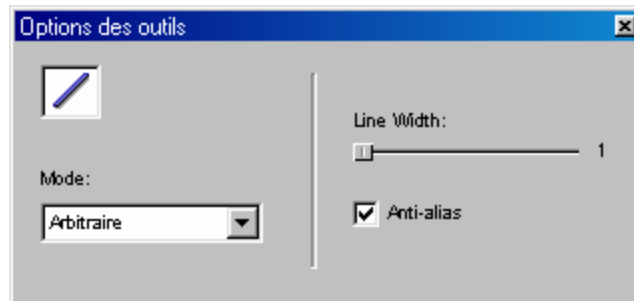 Options des outils
Mode:
Arbitraire
Line Width:
1
Anti-alias